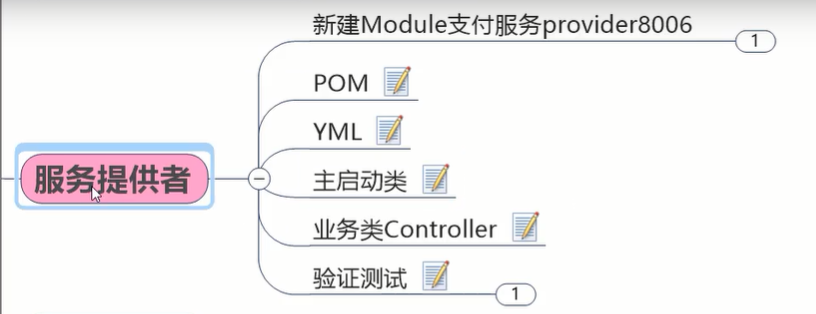 新建Module支付服务provider8006
1
POM
YML
服务提供者
主启动类
业务类Controller
验证测试
1